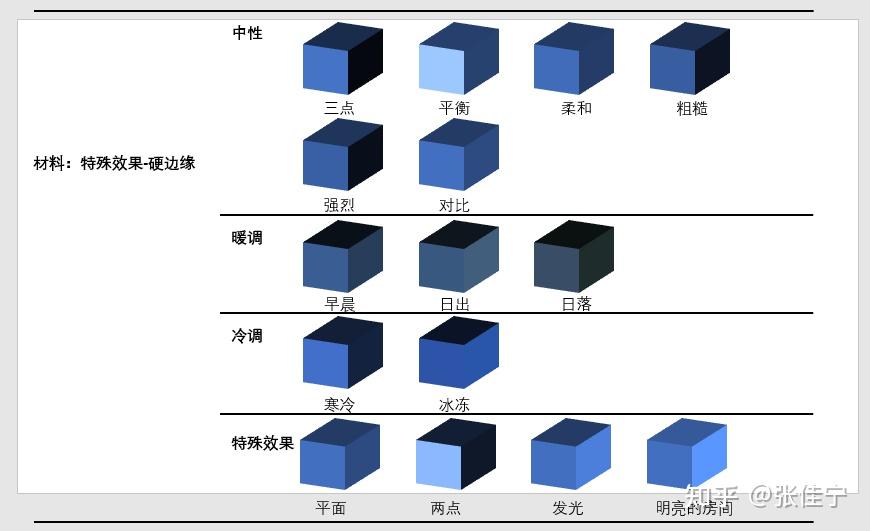 中性
三点 平衡 柔和 粗糙
材料：特殊效果-硬边缘
强烈 对比
暖调
早晨 日出 日落
冷调
寒冷 冰冻
特殊效果
平面 两点 发光 明亮的房间
知乎 @张佳宁